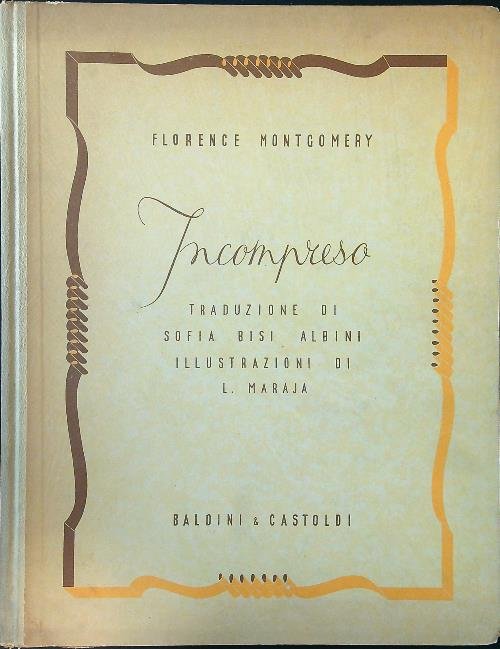 FLORENCE MONTGOMERY
Incompreso
TRADUZIONE DI
SOFIA BISI ALBINI
ILLUSTRAZIONI DI
L. MARAJA
BALDINI & CASTOLDI